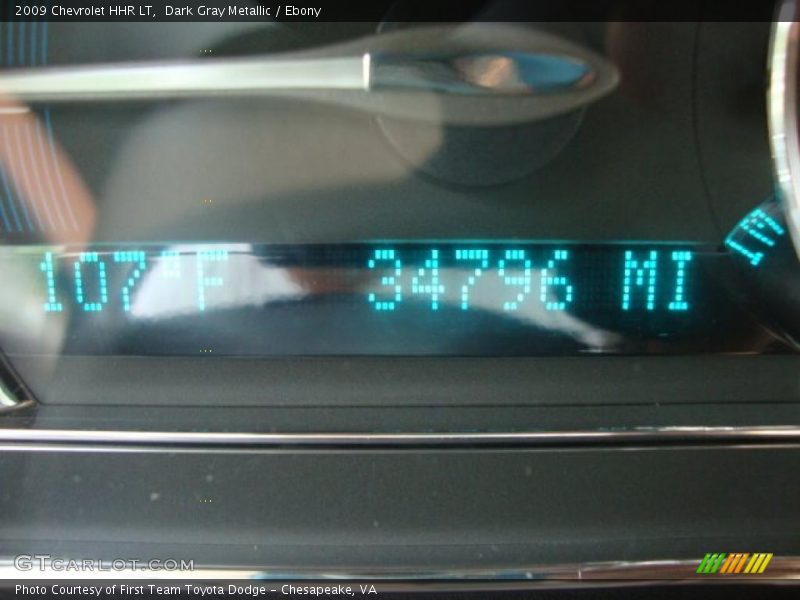 2009 Chevrolet HHR LT, Dark Gray Metallic / Ebony
107°F 34796 MI
E
GTCARLOT.COM
Photo Courtesy of First Team Toyota Dodge - Chesapeake, VA